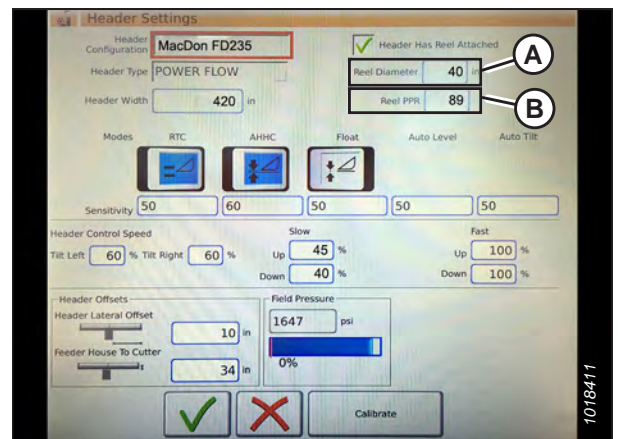 Header Settings
Header Configuration MacDon FD235
Header Has Reel Attached
A
Header Type POWER FLOW
Reel Diameter 40 in
Header Width 420 in
Reel PPR 89
B
Modes RTC AHHC Float Auto Level Auto Tilt
Sensitivity 50 60 50 50 50
Header Control Speed
Slow
Fast
Tilt Left 60 % Tilt Right 60 %
Up 45 %
Up 100 %
Down 40 %
Down 100 %
Header Offsets
Header Lateral Offset
10 in
Feeder House To Cutter
34 in
Field Pressure
1647 psi
0%
Calibrate
1018411